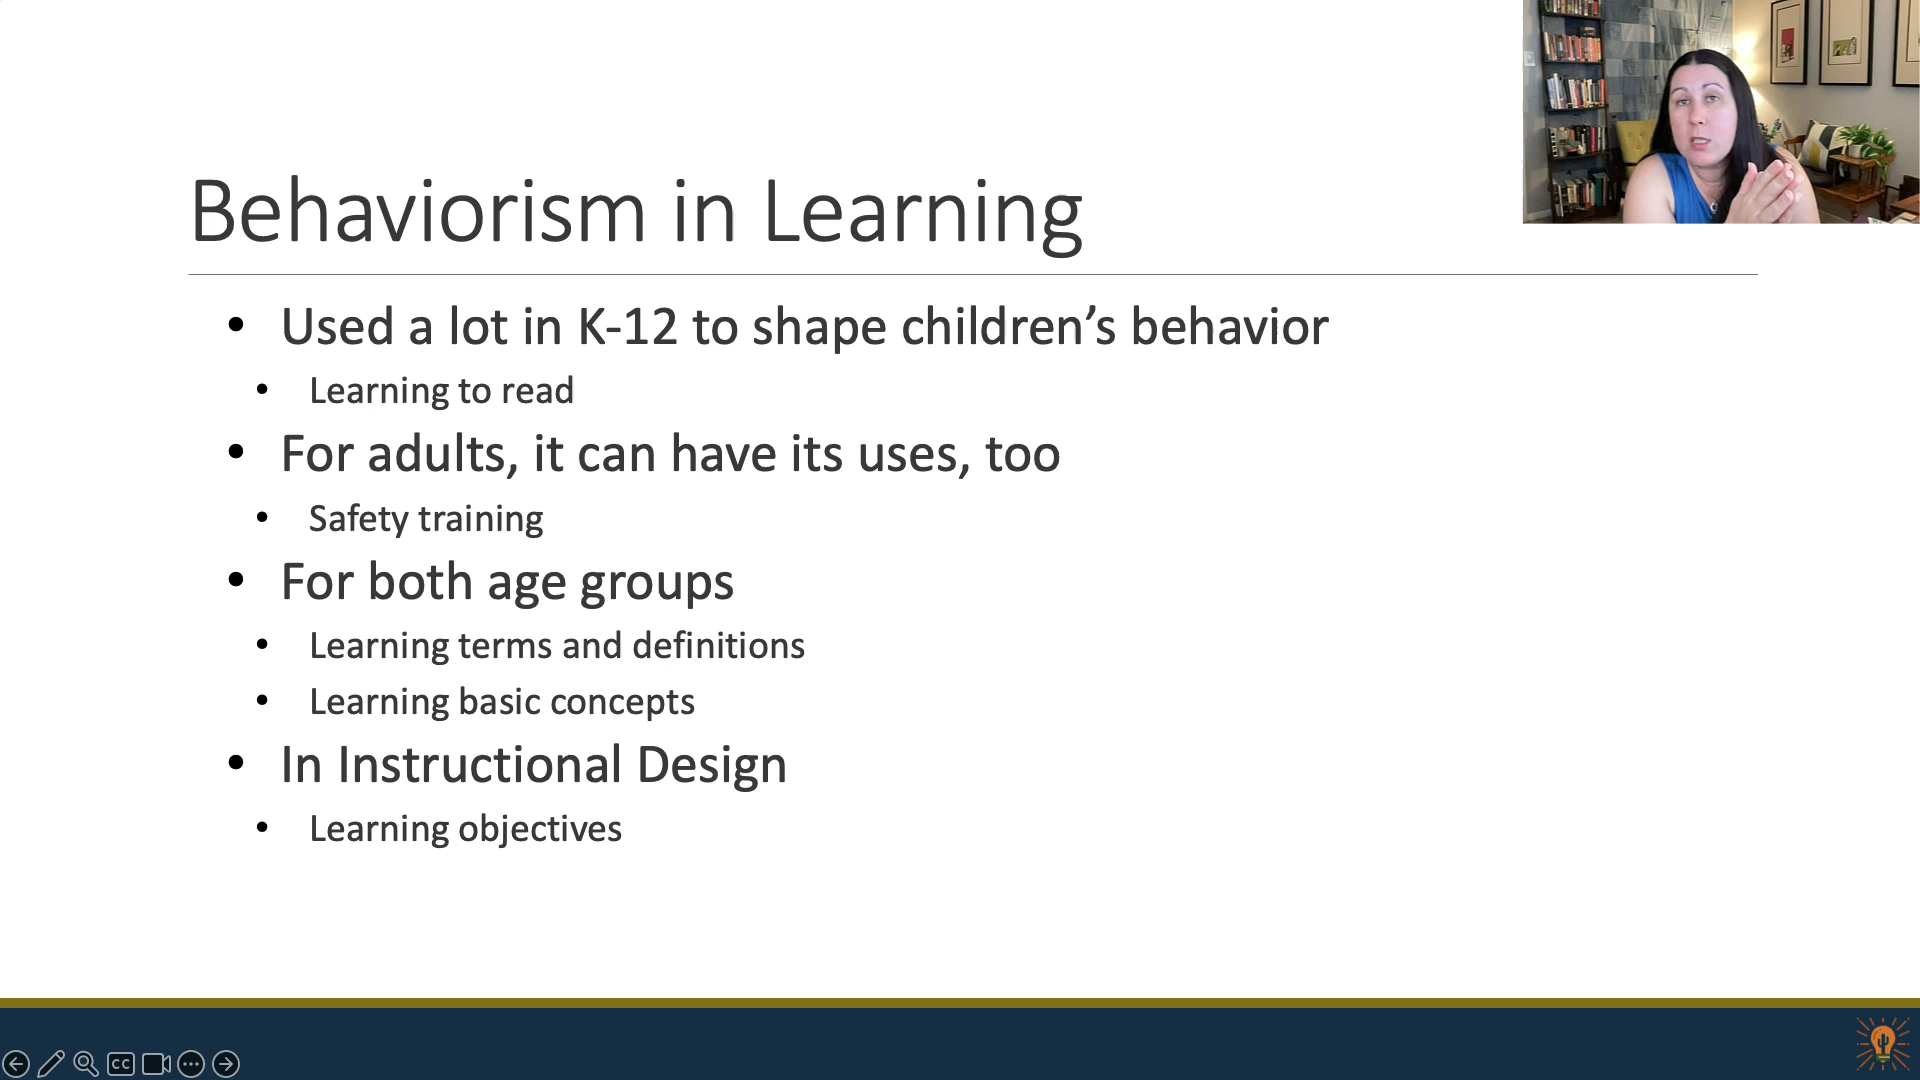 Behaviorism in Learning
• Used a lot in K-12 to shape children’s behavior
• Learning to read
• For adults, it can have its uses, too
• Safety training
• For both age groups
• Learning terms and definitions
• Learning basic concepts
• In Instructional Design
• Learning objectives
CC